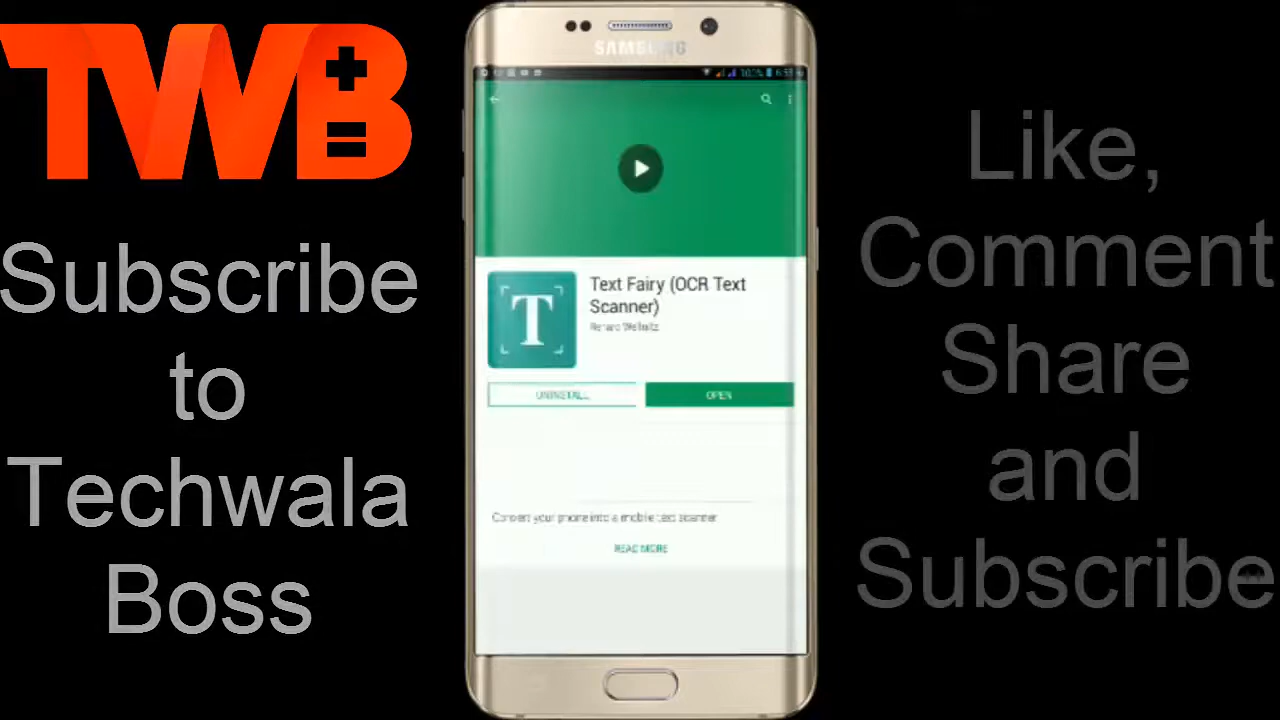 TWB
+
=
Subscribe
to
Techwala
Boss
SAMSUNG
Text Fairy (OCR Text
Scanner)
UNINSTALL
OPEN
Convert your phone into a mobile text scanner
READ MORE
T
Like,
Comment
Share
and
Subscribe